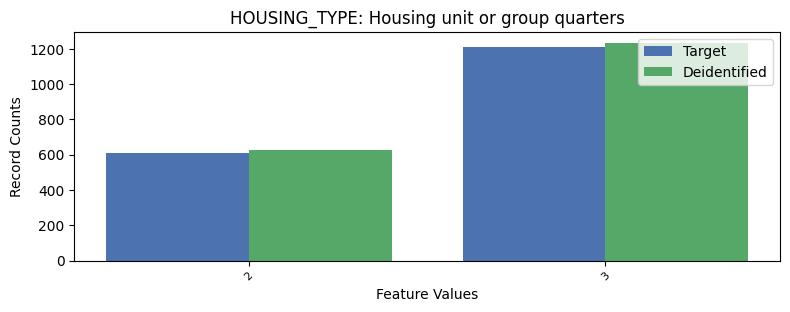 HOUSING_TYPE: Housing unit or group quarters
Record Counts
1200
1000
800
600
400
200
0
Target
Deidentified
2
3
Feature Values